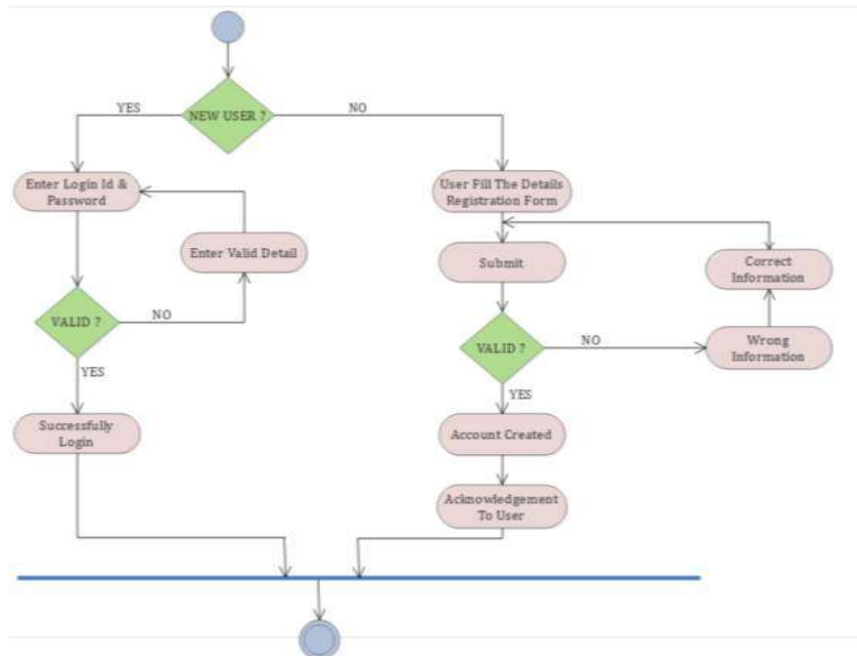 NEW USER ?
YES
NO
Enter Login Id &
Password
User Fill The Details
Registration Form
Enter Valid Detail
Submit
Correct
Information
VALID ?
NO
VALID ?
NO
Wrong
Information
YES
YES
Successfully
Login
Account Created
Acknowledgement
To User